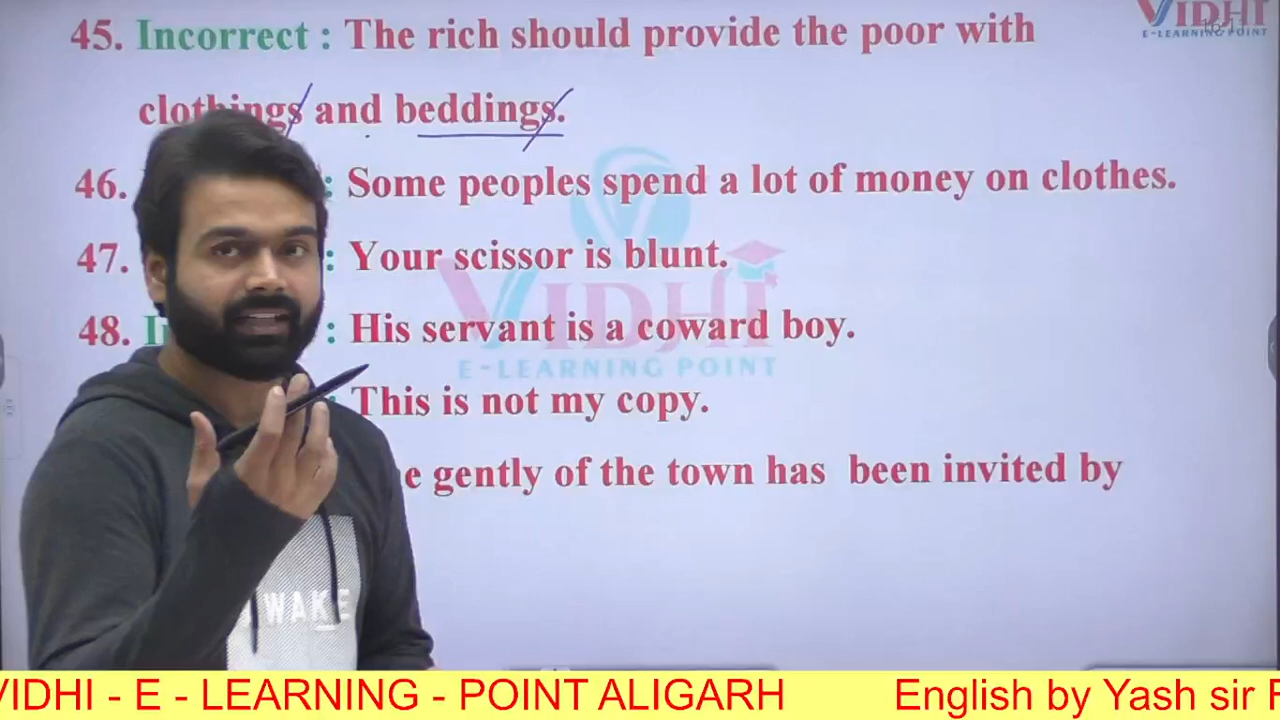 45. Incorrect : The rich should provide the poor with
clothings and beddings.
46. : Some peoples spend a lot of money on clothes.
47. : Your scissor is blunt.
48. I : His servant is a coward boy.
: This is not my copy.
e gently of the town has been invited by
VIDHI
E-LEARNING POINT
VIDHI
E-LEARNING POINT
WAKE
VIDHI - E - LEARNING - POINT ALIGARH English by Yash sir